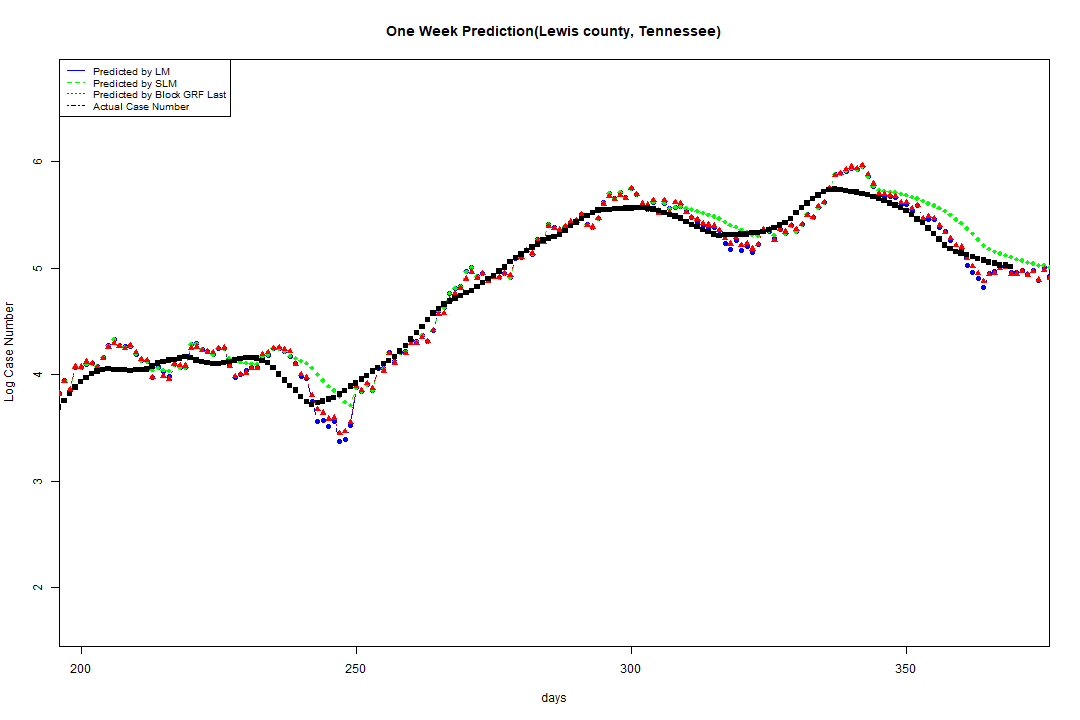 One Week Prediction(Lewis county, Tennessee)
Predicted by LM
Predicted by SLM
Predicted by Block GRF Last
Actual Case Number
6
5
4
3
2
Log Case Number
200 250 300 350
days